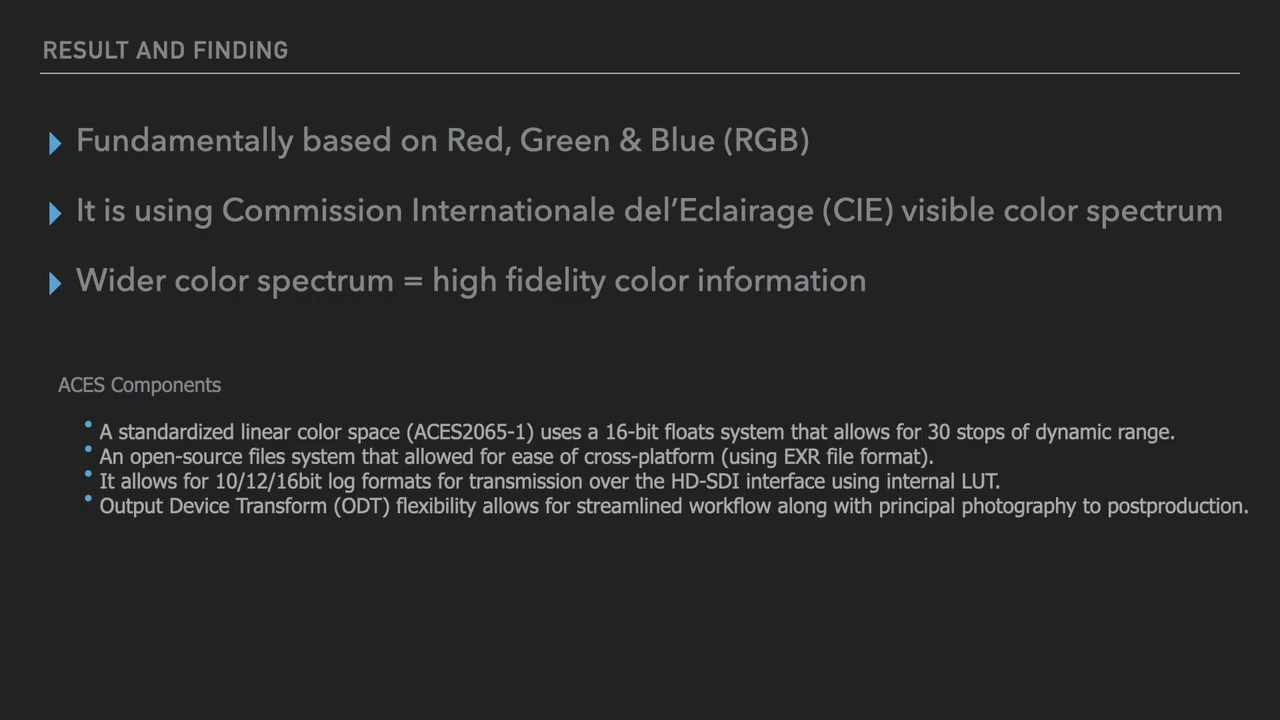 RESULT AND FINDING
Fundamentally based on Red, Green & Blue (RGB)
It is using Commission Internationale del’Eclairage (CIE) visible color spectrum
Wider color spectrum = high fidelity color information
ACES Components
A standardized linear color space (ACES2065-1) uses a 16-bit floats system that allows for 30 stops of dynamic range.
An open-source files system that allowed for ease of cross-platform (using EXR file format).
It allows for 10/12/16bit log formats for transmission over the HD-SDI interface using internal LUT.
Output Device Transform (ODT) flexibility allows for streamlined workflow along with principal photography to postproduction.